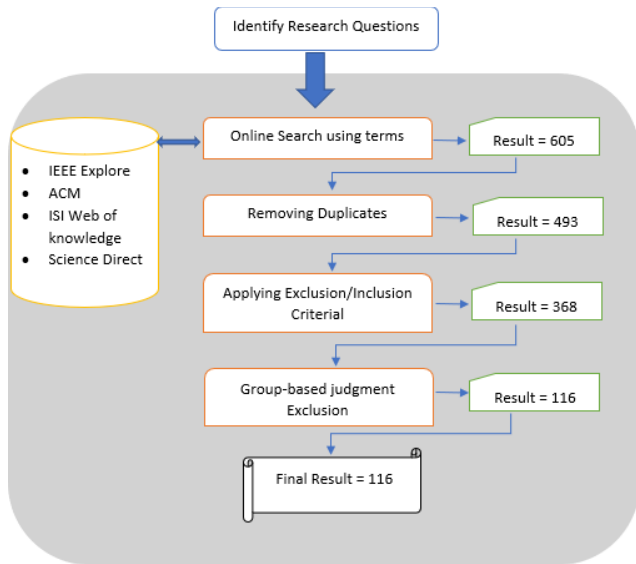 Identify Research Questions
Online Search using terms
Result = 605
IEEE Explore
ACM
ISI Web of
knowledge
Science Direct
Removing Duplicates
Result = 493
Applying Exclusion/Inclusion
Criterial
Result = 368
Group-based judgment
Exclusion
Result = 116
Final Result = 116